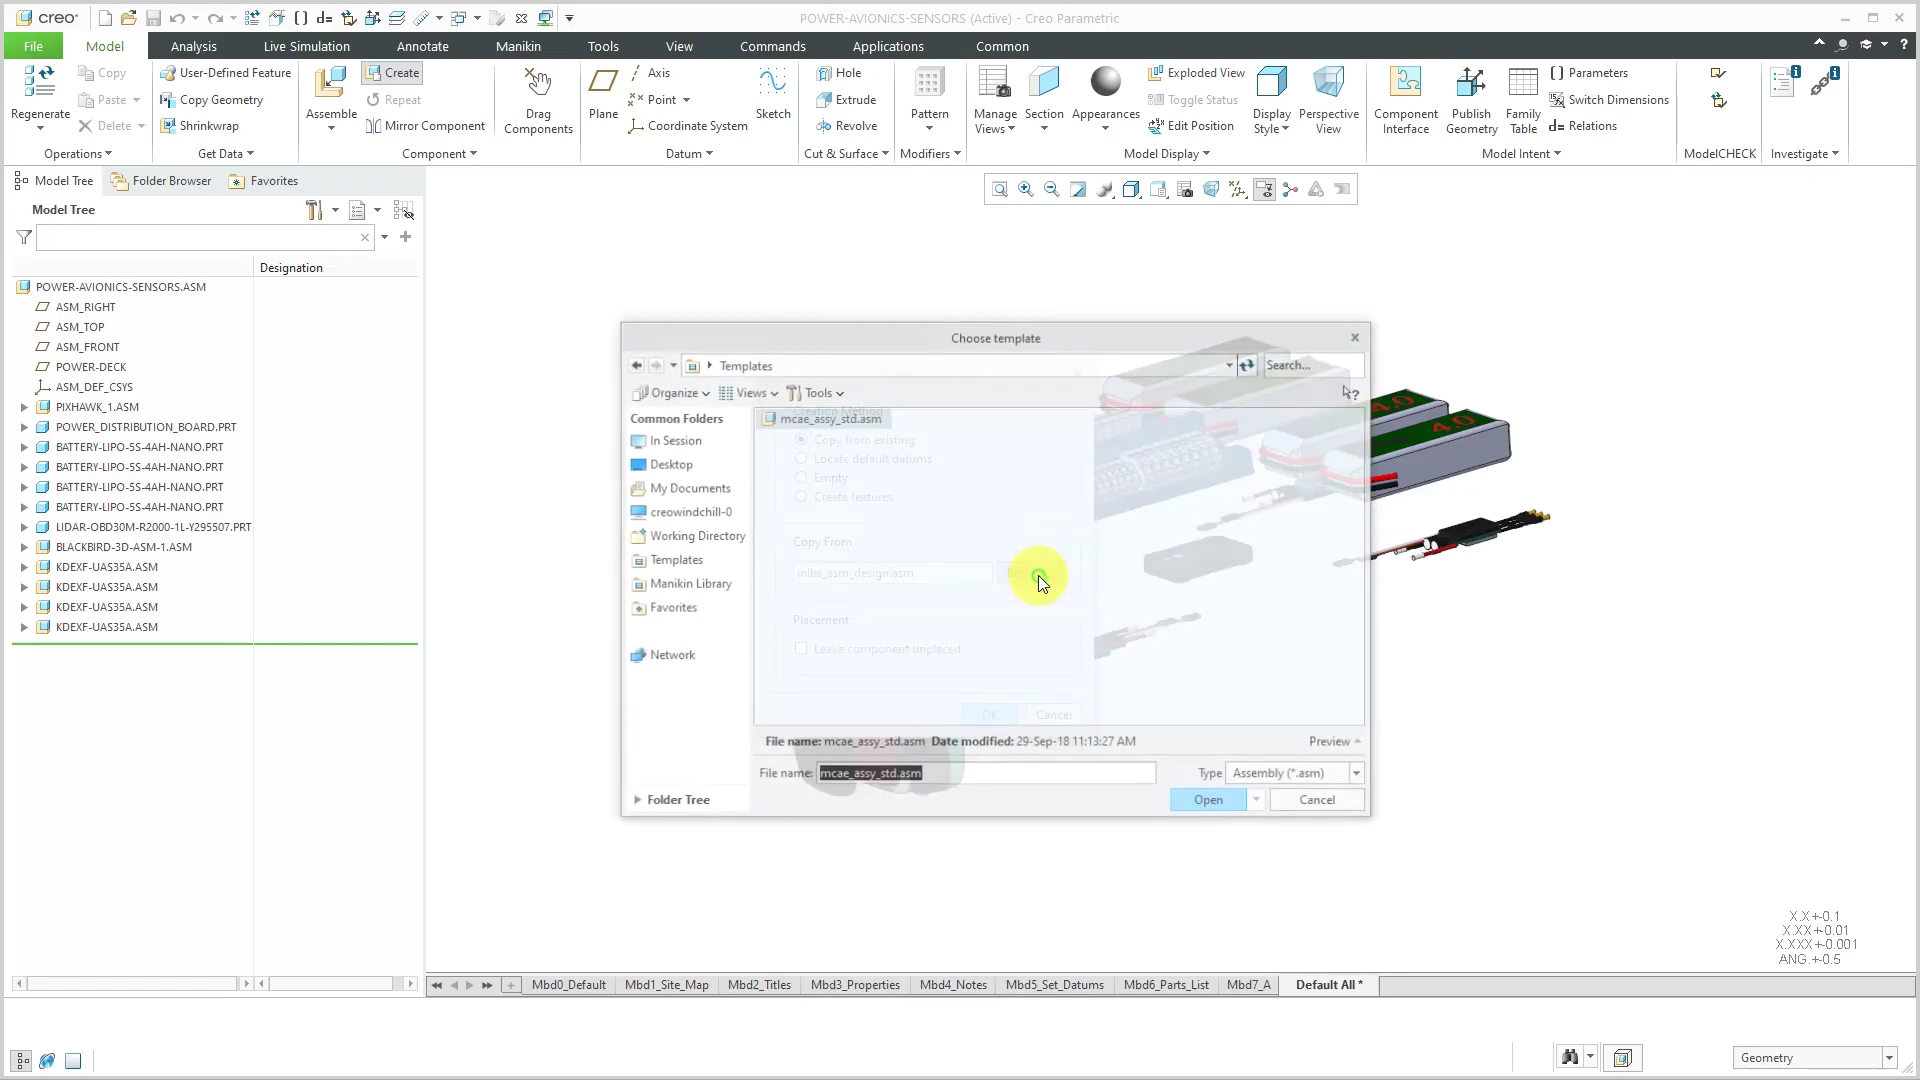 creo
POWER-AVIONICS-SENSORS (Active) - Creo Parametric
File
Model
Analysis
Live Simulation
Annotate
Manikin
Tools
View
Commands
Applications
Common
Regenerate
Copy
Paste
Delete
Operations
User-Defined Feature
Copy Geometry
Shrinkwrap
Get Data
Assemble
Create
Repeat
Mirror Component
Component
Drag
Components
Plane
Axis
Point
Coordinate System
Sketch
Datum
Hole
Extrude
Revolve
Cut & Surface
Pattern
Modifiers
Manage
Views
Section
Appearances
Exploded View
Toggle Status
Edit Position
Display
Style
Perspective
View
Model Display
Component
Interface
Publish
Geometry
Family
Table
Parameters
Switch Dimensions
d= Relations
Model Intent
ModelCHECK
Investigate
Model Tree
Folder Browser
Favorites
Model Tree
Designation
POWER-AVIONICS-SENSORS.ASM
ASM_RIGHT
ASM_TOP
ASM_FRONT
POWER-DECK
ASM_DEF_CSYS
PIXHAWK_1.ASM
POWER_DISTRIBUTION_BOARD.PRT
BATTERY-LIPO-5S-4AH-NANO.PRT
BATTERY-LIPO-5S-4AH-NANO.PRT
BATTERY-LIPO-5S-4AH-NANO.PRT
BATTERY-LIPO-5S-4AH-NANO.PRT
LIDAR-OBD30M-R2000-1L-Y295507.PRT
BLACKBIRD-3D-ASM-1.ASM
KDEXF-UAS35A.ASM
KDEXF-UAS35A.ASM
KDEXF-UAS35A.ASM
KDEXF-UAS35A.ASM
Choose template
Templates
Search...
Organize
Views
Tools
Common Folders
In Session
Desktop
My Documents
creowindchill-0
Working Directory
Templates
Manikin Library
Favorites
Network
Folder Tree
mcae_assy_std.asm
Creation Method
Copy from existing
Locate default datums
Empty
Create features
Copy From
inlbs_asm_design.asm
Placement
Leave component unplaced
OK
Cancel
File name: mcae_assy_std.asm Date modified: 29-Sep-18 11:13:27 AM
Preview
File name: mcae_assy_std.asm
Type Assembly (*.asm)
Open
Cancel
4.0
4.0
X.X+-0.1
X.XX+-0.01
X.XXX+-0.001
ANG.+-0.5
Mbd0_Default
Mbd1_Site_Map
Mbd2_Titles
Mbd3_Properties
Mbd4_Notes
Mbd5_Set_Datums
Mbd6_Parts_List
Mbd7_A
Default All *
Geometry